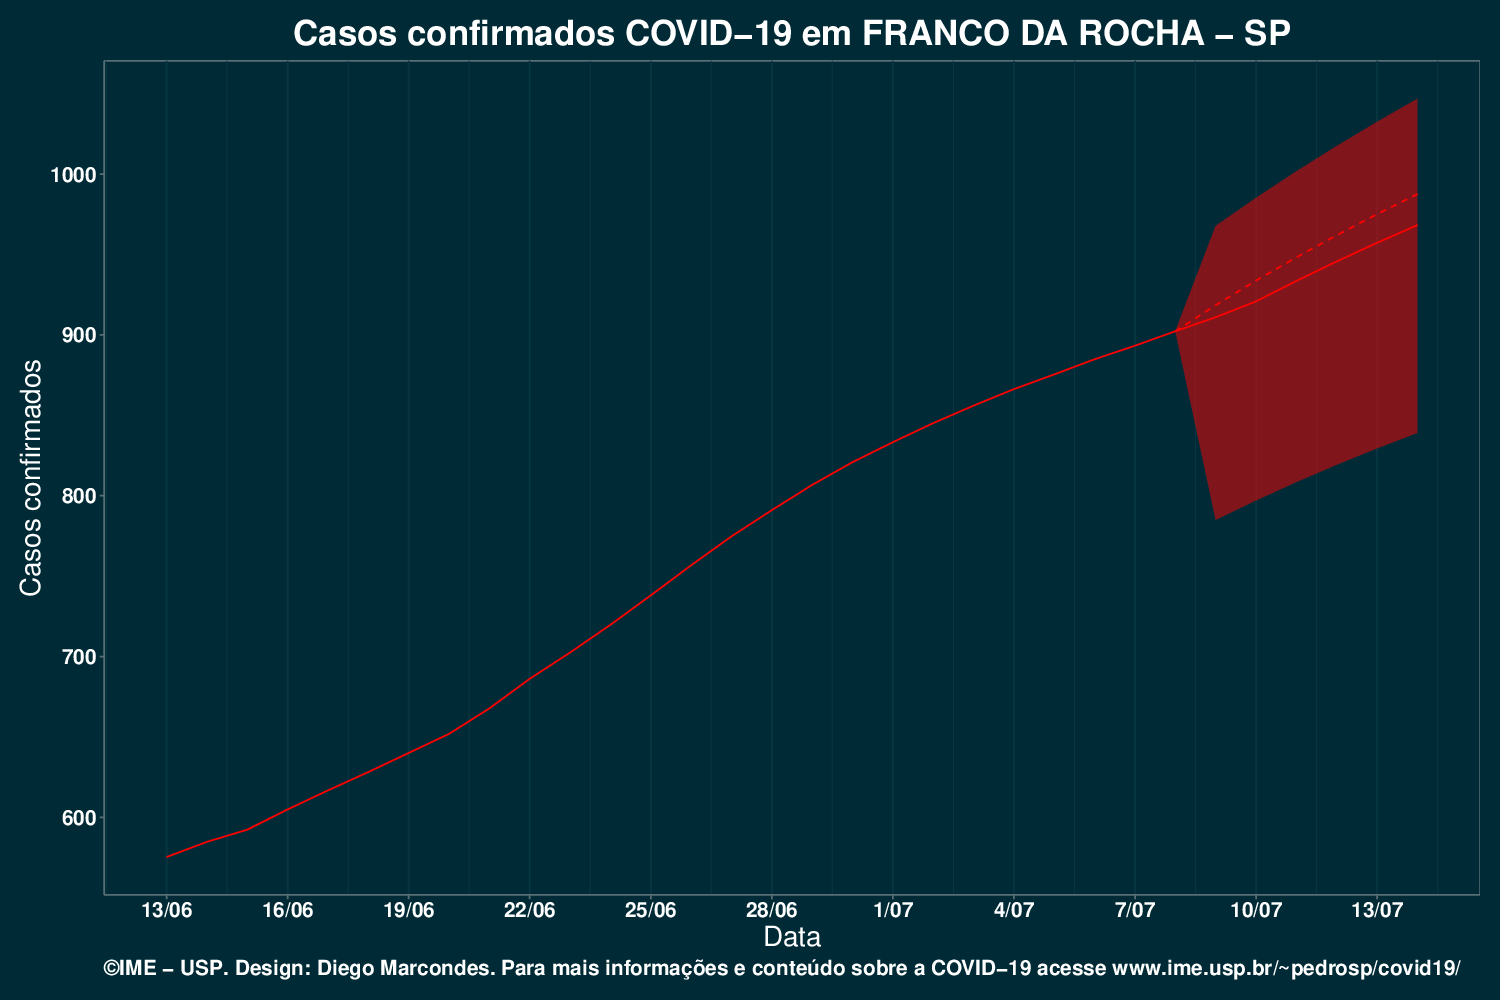 Casos confirmados COVID−19 em FRANCO DA ROCHA − SP
Casos confirmados
1000
900
800
700
600
13/06 16/06 19/06 22/06 25/06 28/06 1/07 4/07 7/07 10/07 13/07
Data
©IME − USP. Design: Diego Marcondes. Para mais informações e conteúdo sobre a COVID−19 acesse www.ime.usp.br/~pedrosp/covid19/